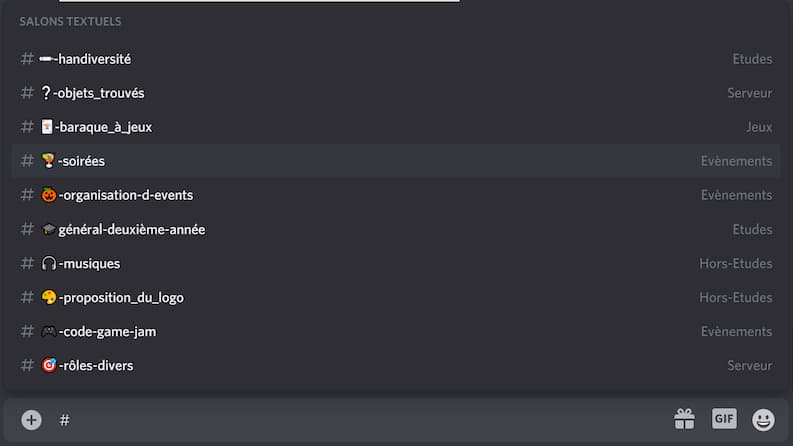 SALONS TEXTUELS
# -handiversité Etudes
# ❓-objets_trouvés Serveur
# 🃏-baraque_à_jeux Jeux
# 🍹-soirées Evènements
# 🎃-organisation-d-events Evènements
# 🎓général-deuxième-année Etudes
# 🎧-musiques Hors-Etudes
# 🎨-proposition_du_logo Hors-Etudes
# 🎮-code-game-jam Evènements
# 🎯-rôles-divers Serveur
# GIF